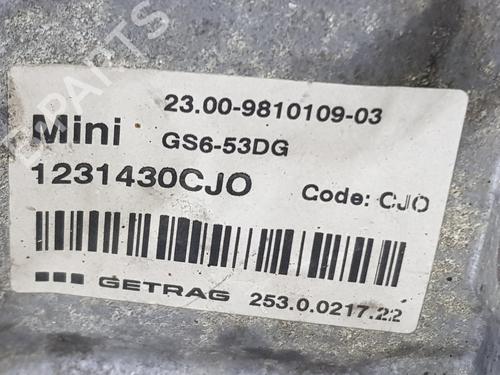 23.00-9810109-03
Mini GS6-53DG
1231430CJO Code: CJO
GETRAG 253.0.0217.22